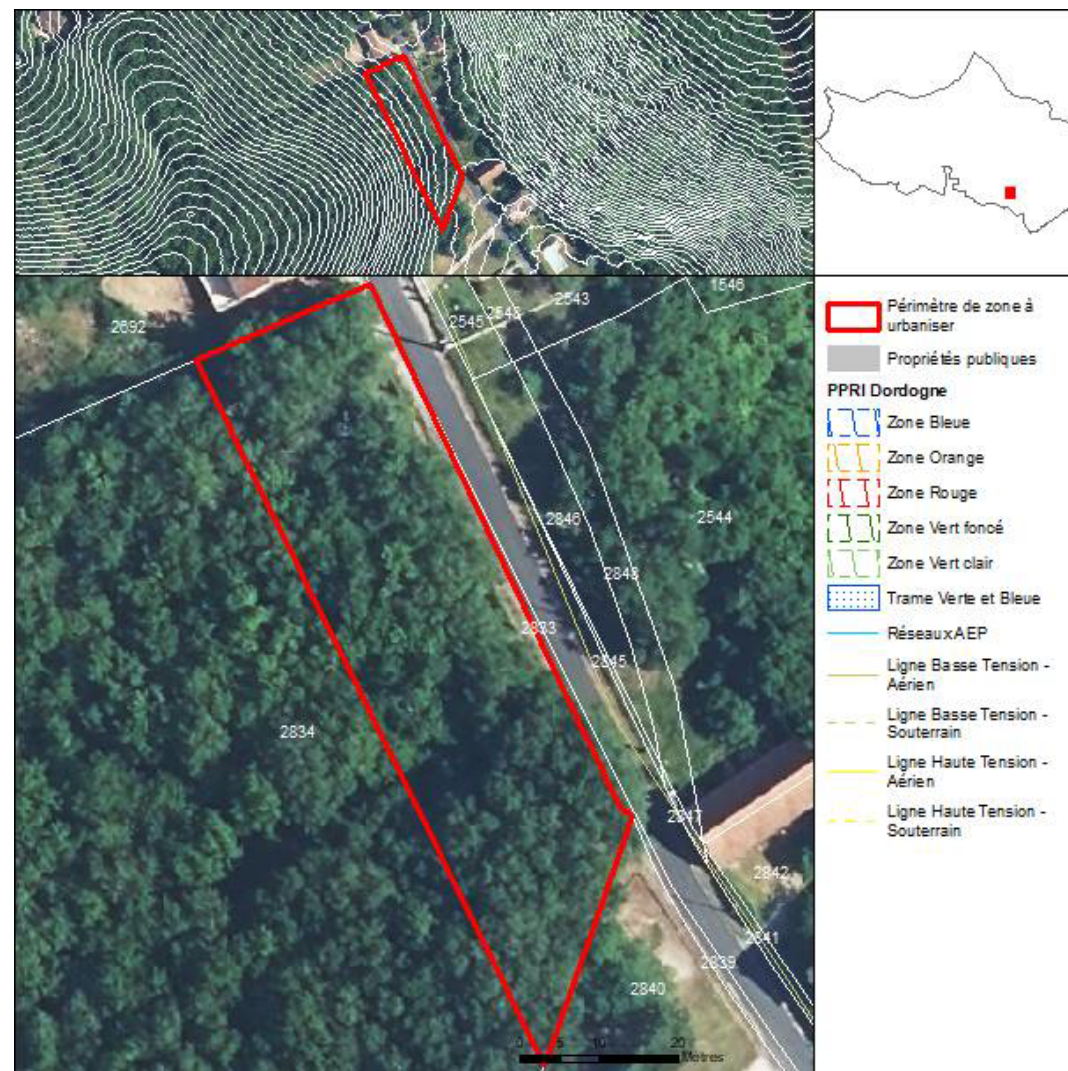 2692
2545
2543
1546
2846
2544
2848
2845
2834
2847
2842
2841
2839
2840
0 5 10 20
Mètres
Périmètre de zone à
urbaniser
Propriétés publiques
PPRI Dordogne
Zone Bleue
Zone Orange
Zone Rouge
Zone Vert foncé
Zone Vert clair
Trame Verte et Bleue
Réseaux AEP
Ligne Basse Tension -
Aérien
Ligne Basse Tension -
Souterrain
Ligne Haute Tension -
Aérien
Ligne Haute Tension -
Souterrain